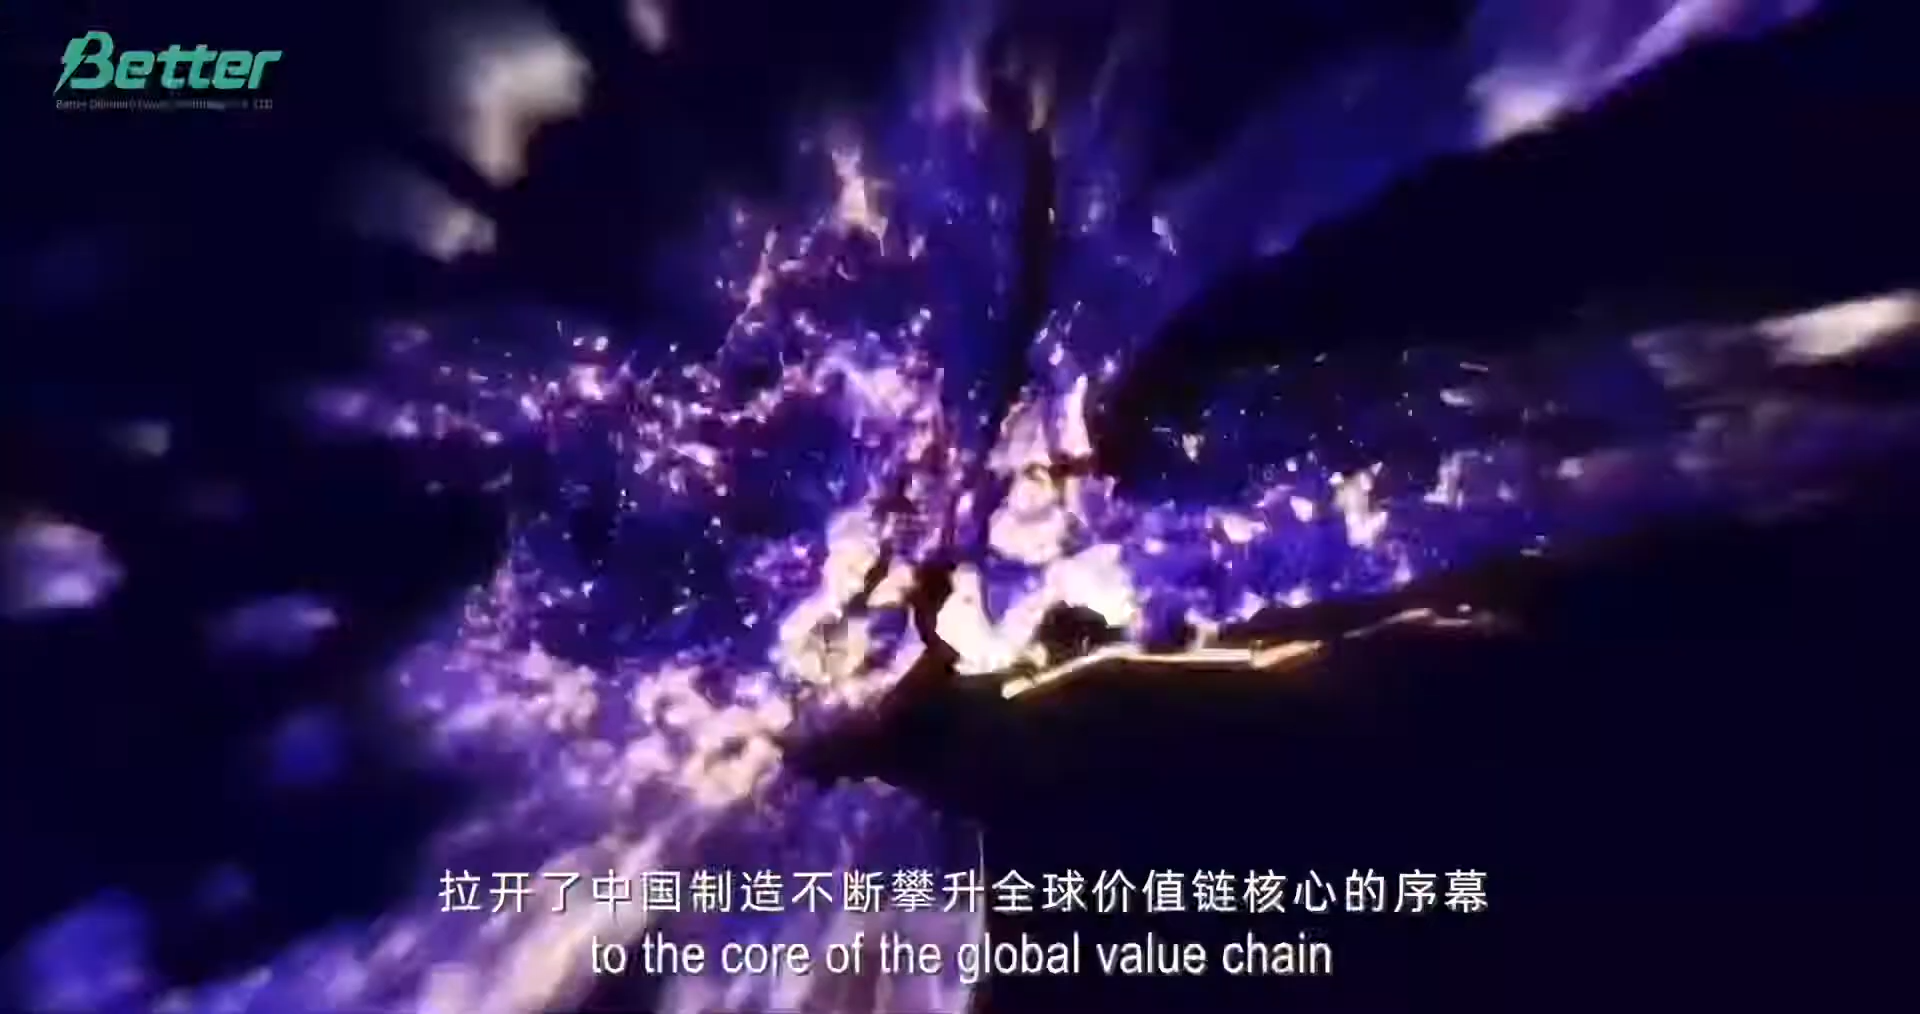 Better
拉开了中国制造不断攀升全球价值链核心的序幕
to the core of the global value chain